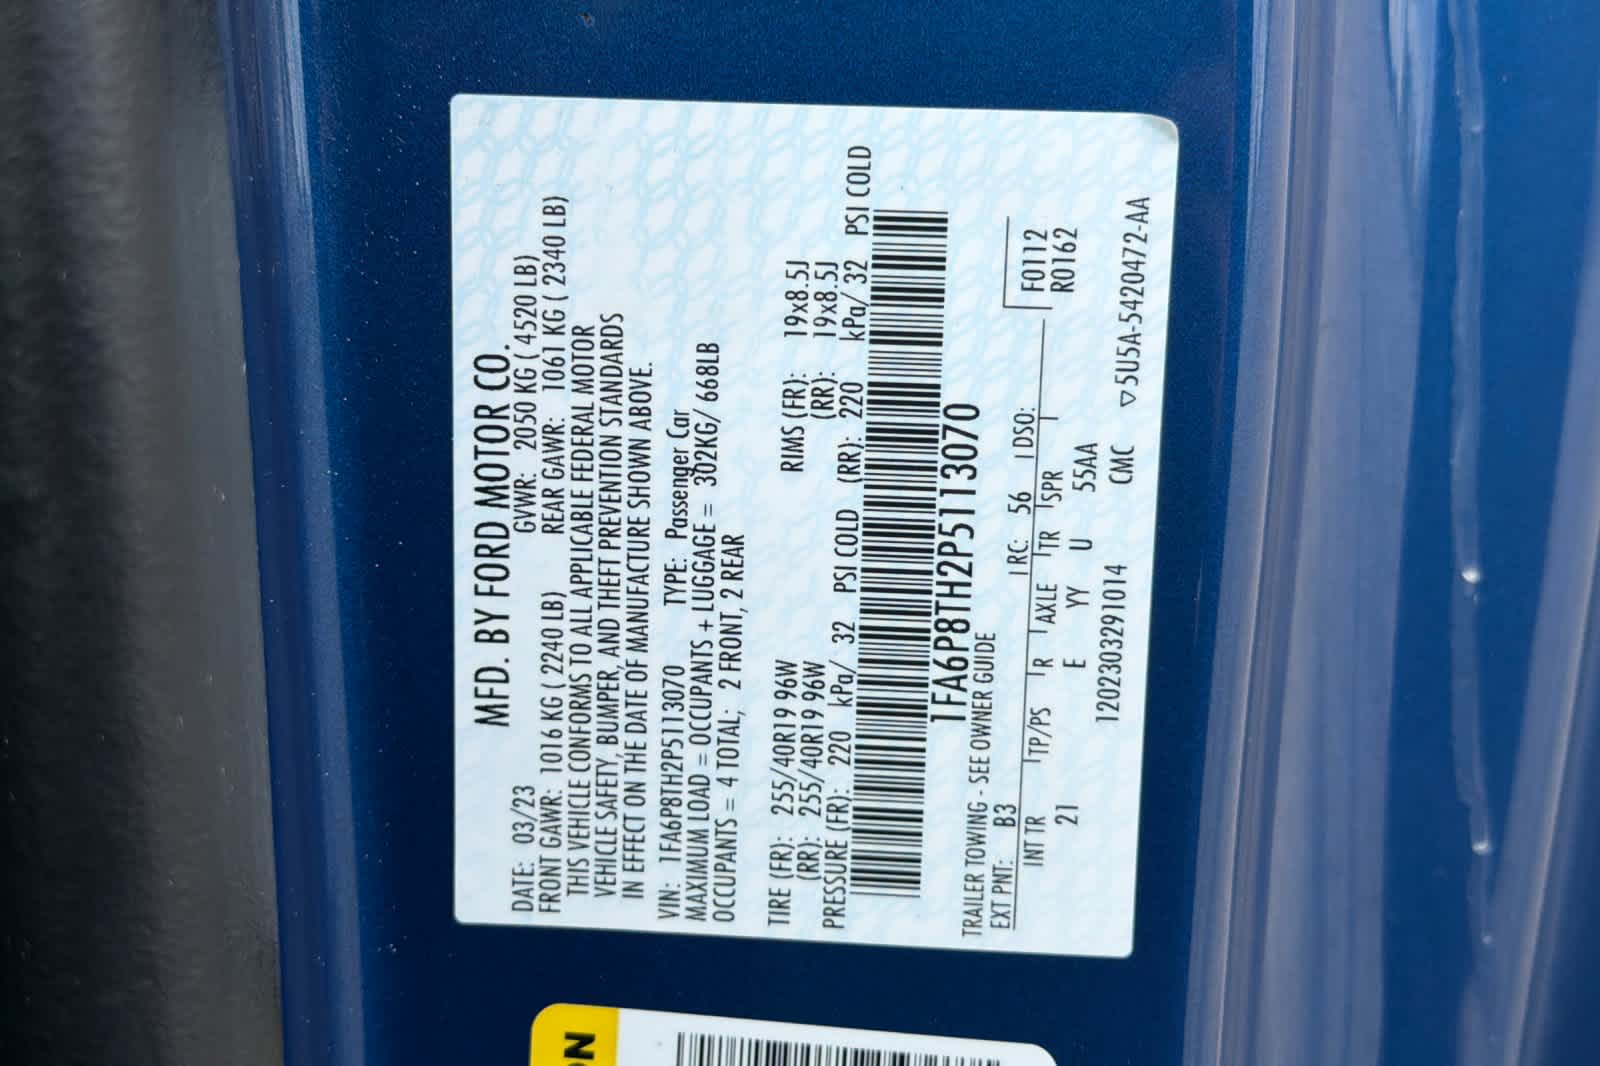 MFD. BY FORD MOTOR CO.
DATE: 03/23 GVWR: 2050 KG ( 4520 LB)
FRONT GAWR: 1016 KG ( 2240 LB) REAR GAWR: 1061 KG ( 2340 LB)
THIS VEHICLE CONFORMS TO ALL APPLICABLE FEDERAL MOTOR
VEHICLE SAFETY, BUMPER, AND THEFT PREVENTION STANDARDS
IN EFFECT ON THE DATE OF MANUFACTURE SHOWN ABOVE.
VIN: 1FA6P8TH2P5113070 TYPE: Passenger Car
MAXIMUM LOAD = OCCUPANTS + LUGGAGE = 302KG/ 668LB
OCCUPANTS = 4 TOTAL; 2 FRONT, 2 REAR
TIRE (FR): 255/40R19 96W RIMS (FR): 19x8.5J
(RR): 255/40R19 96W (RR): 19x8.5J
PRESSURE (FR): 220 kPa/ 32 PSI COLD (RR): 220 kPa/ 32 PSI COLD
1FA6P8TH2P5113070
TRAILER TOWING - SEE OWNER GUIDE
EXT PNT: B3 RC: 56 DSO: F0112
INT TR TP/PS R AXLE TR SPR R0162
21 E YY U 55AA
1202303291014 CMC ▽5U5A-5420472-AA
ON